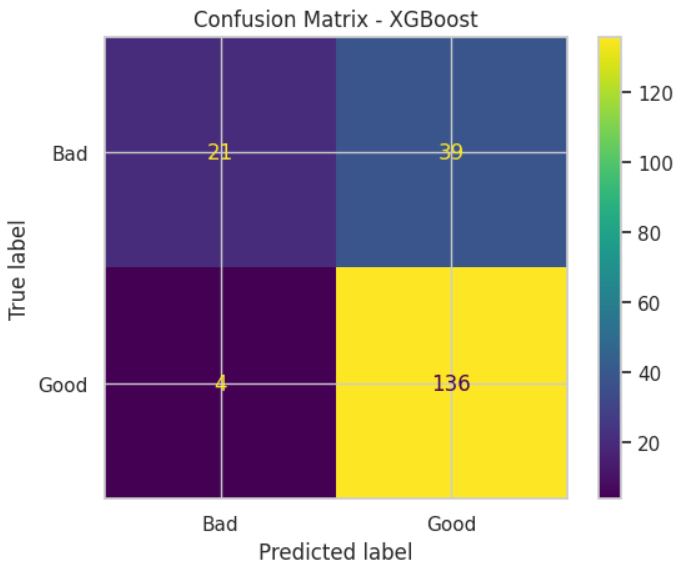 Confusion Matrix - XGBoost
True label
Bad
21
39
Good
4
136
Bad
Good
Predicted label
120
100
80
60
40
20